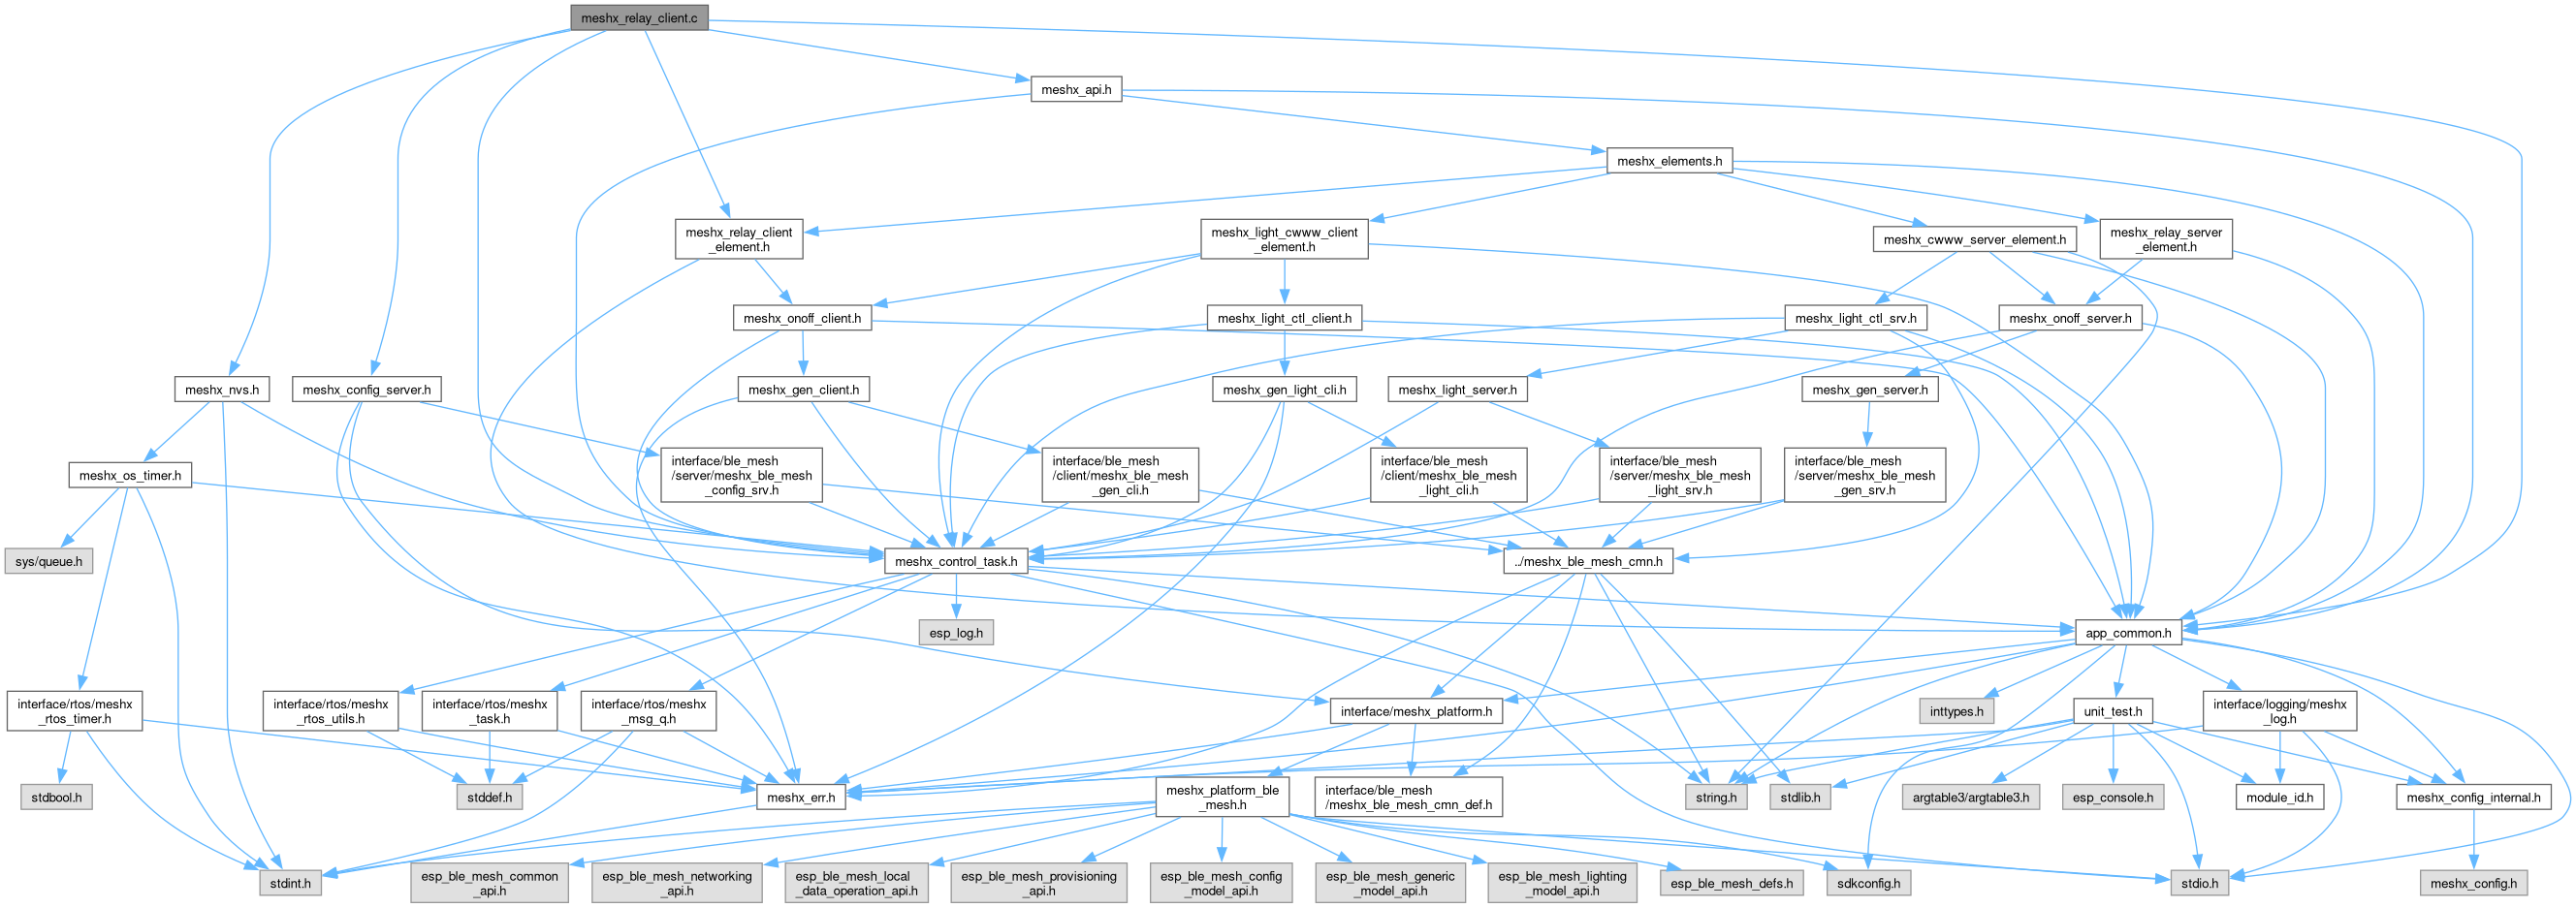 meshx_relay_client.c
meshx_api.h
meshx_elements.h
meshx_relay_client
_element.h
meshx_light_cwww_client
_element.h
meshx_cwww_server_element.h
meshx_relay_server
_element.h
meshx_onoff_client.h
meshx_light_ctl_client.h
meshx_light_ctl_srv.h
meshx_onoff_server.h
meshx_nvs.h
meshx_config_server.h
meshx_gen_client.h
meshx_gen_light_cli.h
meshx_light_server.h
meshx_gen_server.h
meshx_os_timer.h
interface/ble_mesh
/server/meshx_ble_mesh
_config_srv.h
interface/ble_mesh
/client/meshx_ble_mesh
_gen_cli.h
interface/ble_mesh
/client/meshx_ble_mesh
_light_cli.h
interface/ble_mesh
/server/meshx_ble_mesh
_light_srv.h
interface/ble_mesh
/server/meshx_ble_mesh
_gen_srv.h
sys/queue.h
meshx_control_task.h
../meshx_ble_mesh_cmn.h
esp_log.h
app_common.h
interface/rtos/meshx
_rtos_timer.h
interface/rtos/meshx
_rtos_utils.h
interface/rtos/meshx
_task.h
interface/rtos/meshx
_msg_q.h
interface/meshx_platform.h
inttypes.h
unit_test.h
interface/logging/meshx
_log.h
stdbool.h
stddef.h
meshx_err.h
meshx_platform_ble
_mesh.h
interface/ble_mesh
/meshx_ble_mesh_cmn_def.h
string.h
stdlib.h
argtable3/argtable3.h
esp_console.h
module_id.h
meshx_config_internal.h
stdint.h
esp_ble_mesh_common
_api.h
esp_ble_mesh_networking
_api.h
esp_ble_mesh_local
_data_operation_api.h
esp_ble_mesh_provisioning
_api.h
esp_ble_mesh_config
_model_api.h
esp_ble_mesh_generic
_model_api.h
esp_ble_mesh_lighting
_model_api.h
esp_ble_mesh_defs.h
sdkconfig.h
stdio.h
meshx_config.h